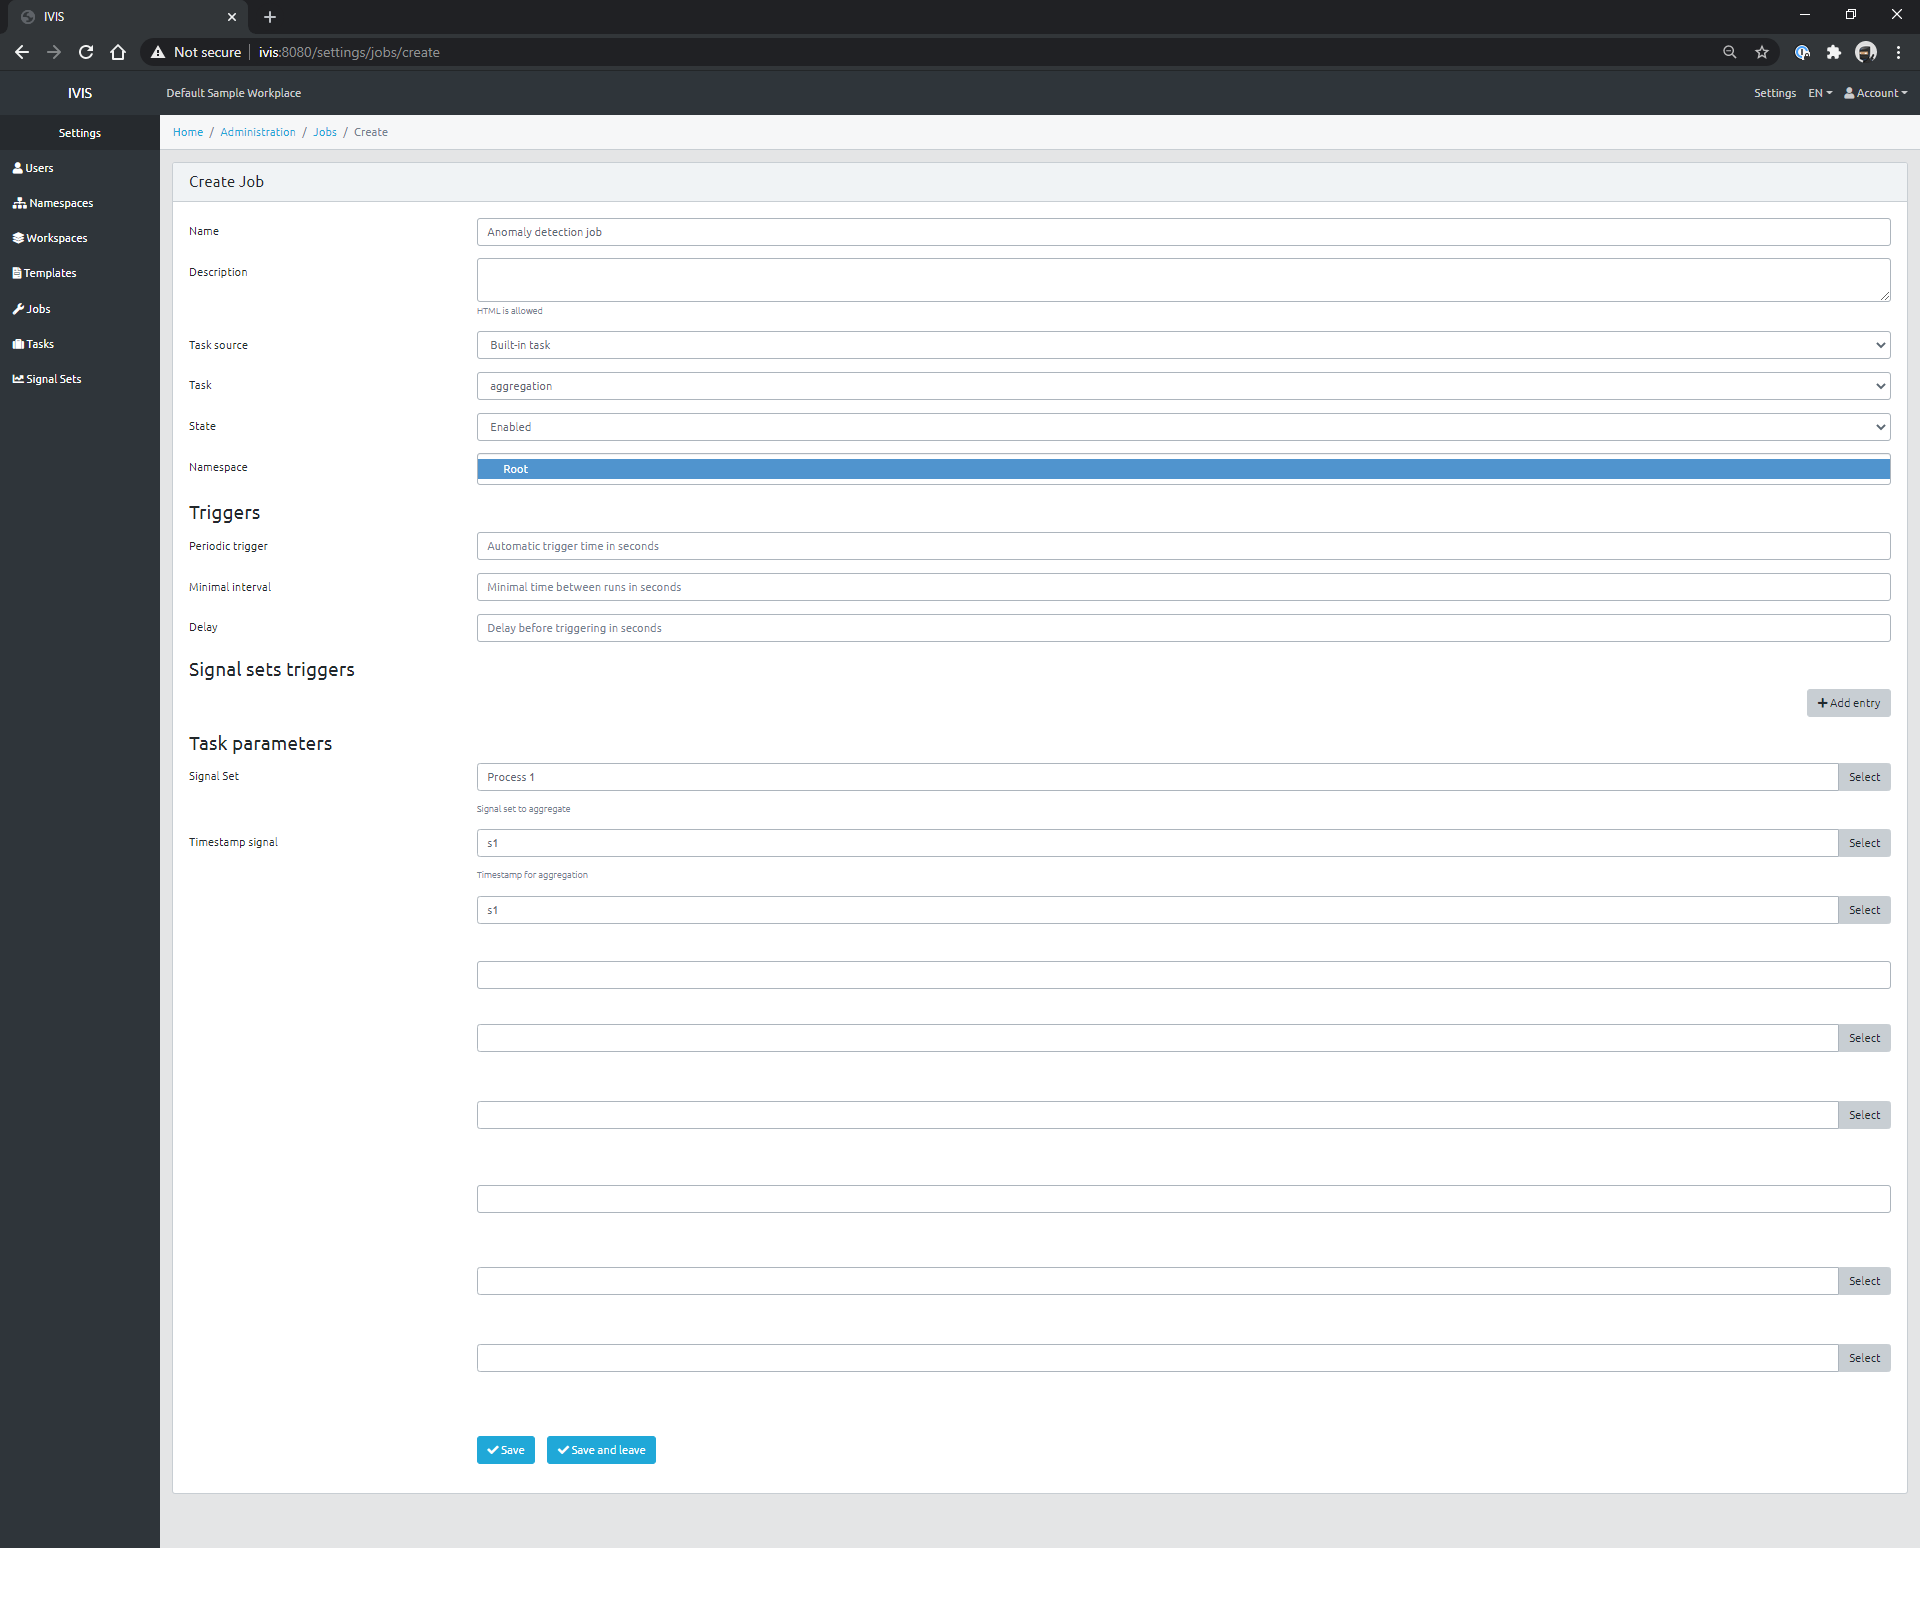 IVIS
Not secure
ivis:8080/settings/jobs/create
IVIS
Default Sample Workplace
Settings
EN
Account
Settings
Home / Administration / Jobs / Create
Users
Namespaces
Workspaces
Templates
Jobs
Tasks
Signal Sets
Create Job
Name
Anomaly detection job
Description
HTML is allowed
Task source
Built-in task
Task
aggregation
State
Enabled
Namespace
Root
Triggers
Periodic trigger
Automatic trigger time in seconds
Minimal interval
Minimal time between runs in seconds
Delay
Delay before triggering in seconds
Signal sets triggers
Add entry
Task parameters
Signal Set
Process 1
Select
Signal set to aggregate
Timestamp signal
s1
Select
Timestamp for aggregation
s1
Select
Select
Select
Select
Select
Save
Save and leave